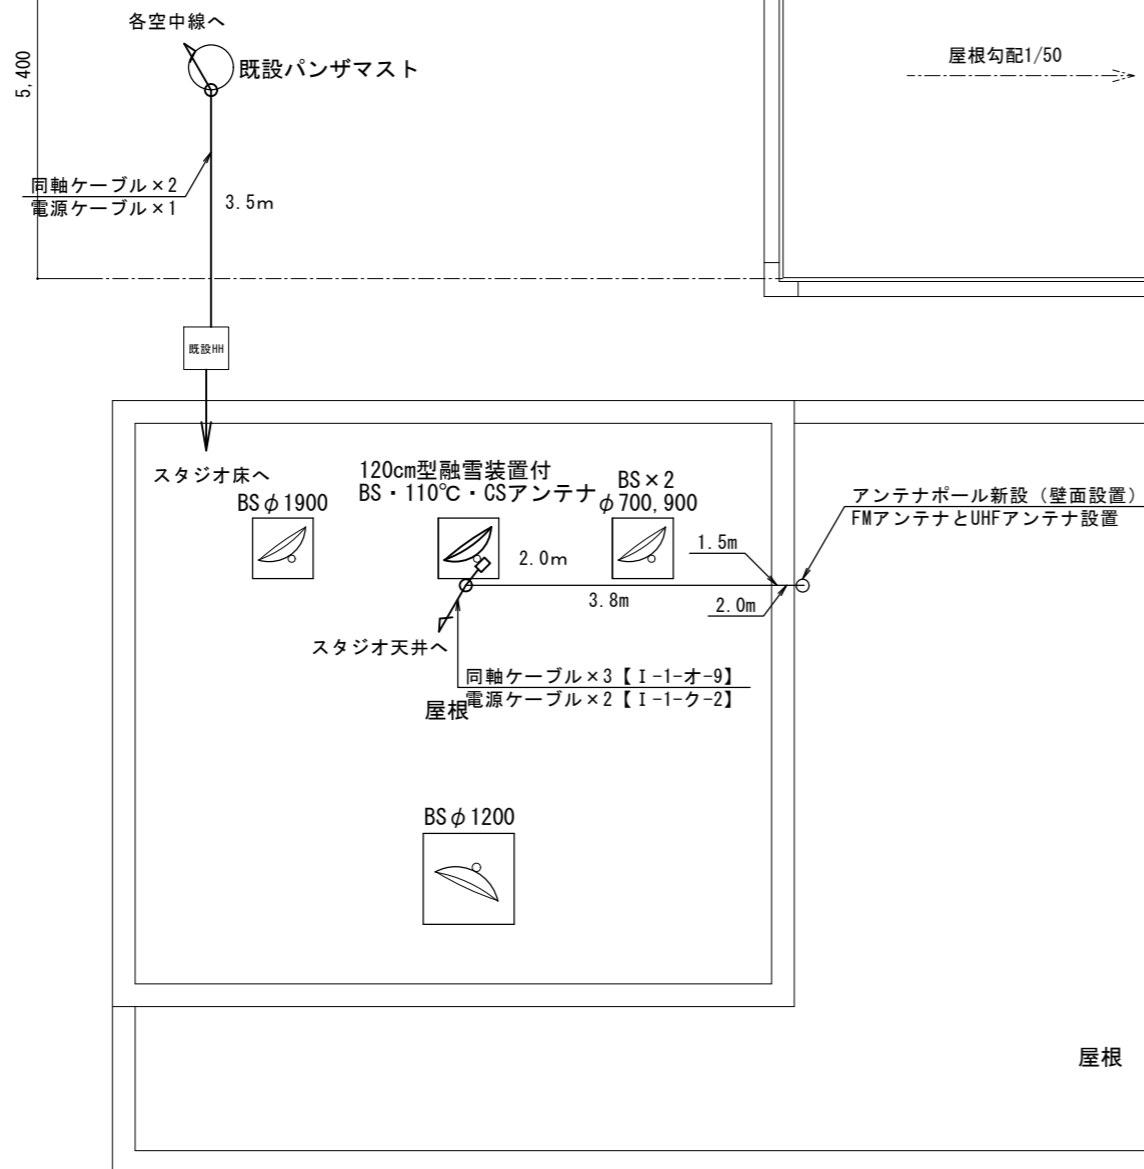 各空中線へ
既設パンザマスト
5,400
屋根勾配1/50
同軸ケーブル×2
電源ケーブル×1
3.5m
既設HH
スタジオ床へ
BSφ1900
120cm型融雪装置付
BS・110℃・CSアンテナ
BS×2
φ700,900
アンテナポール新設（壁面設置）
FMアンテナとUHFアンテナ設置
1.5m
2.0m
3.8m
2.0m
スタジオ天井へ
同軸ケーブル×3【Ⅰ-1-オ-9】
電源ケーブル×2【Ⅰ-1-ク-2】
屋根
BSφ1200
屋根